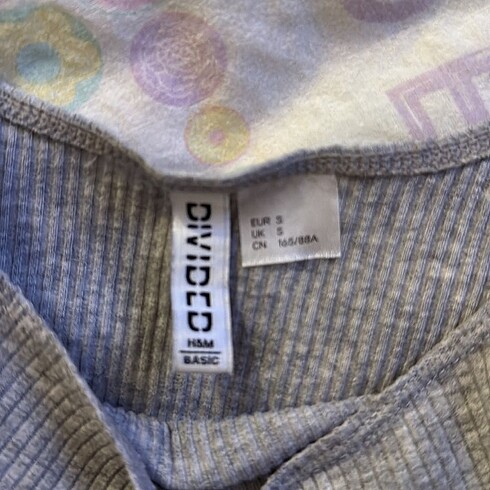 DIVIDED
H&M
BASIC
EUR S
UK S
CN 165/88A